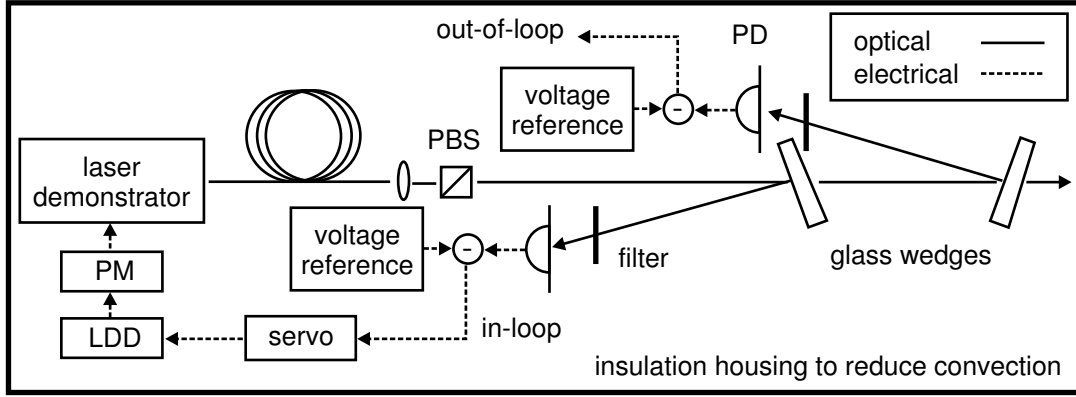 out-of-loop
PD
optical
electrical
voltage
reference
-
PBS
laser
demonstrator
voltage
reference
-
filter
glass wedges
PM
LDD
servo
in-loop
insulation housing to reduce convection